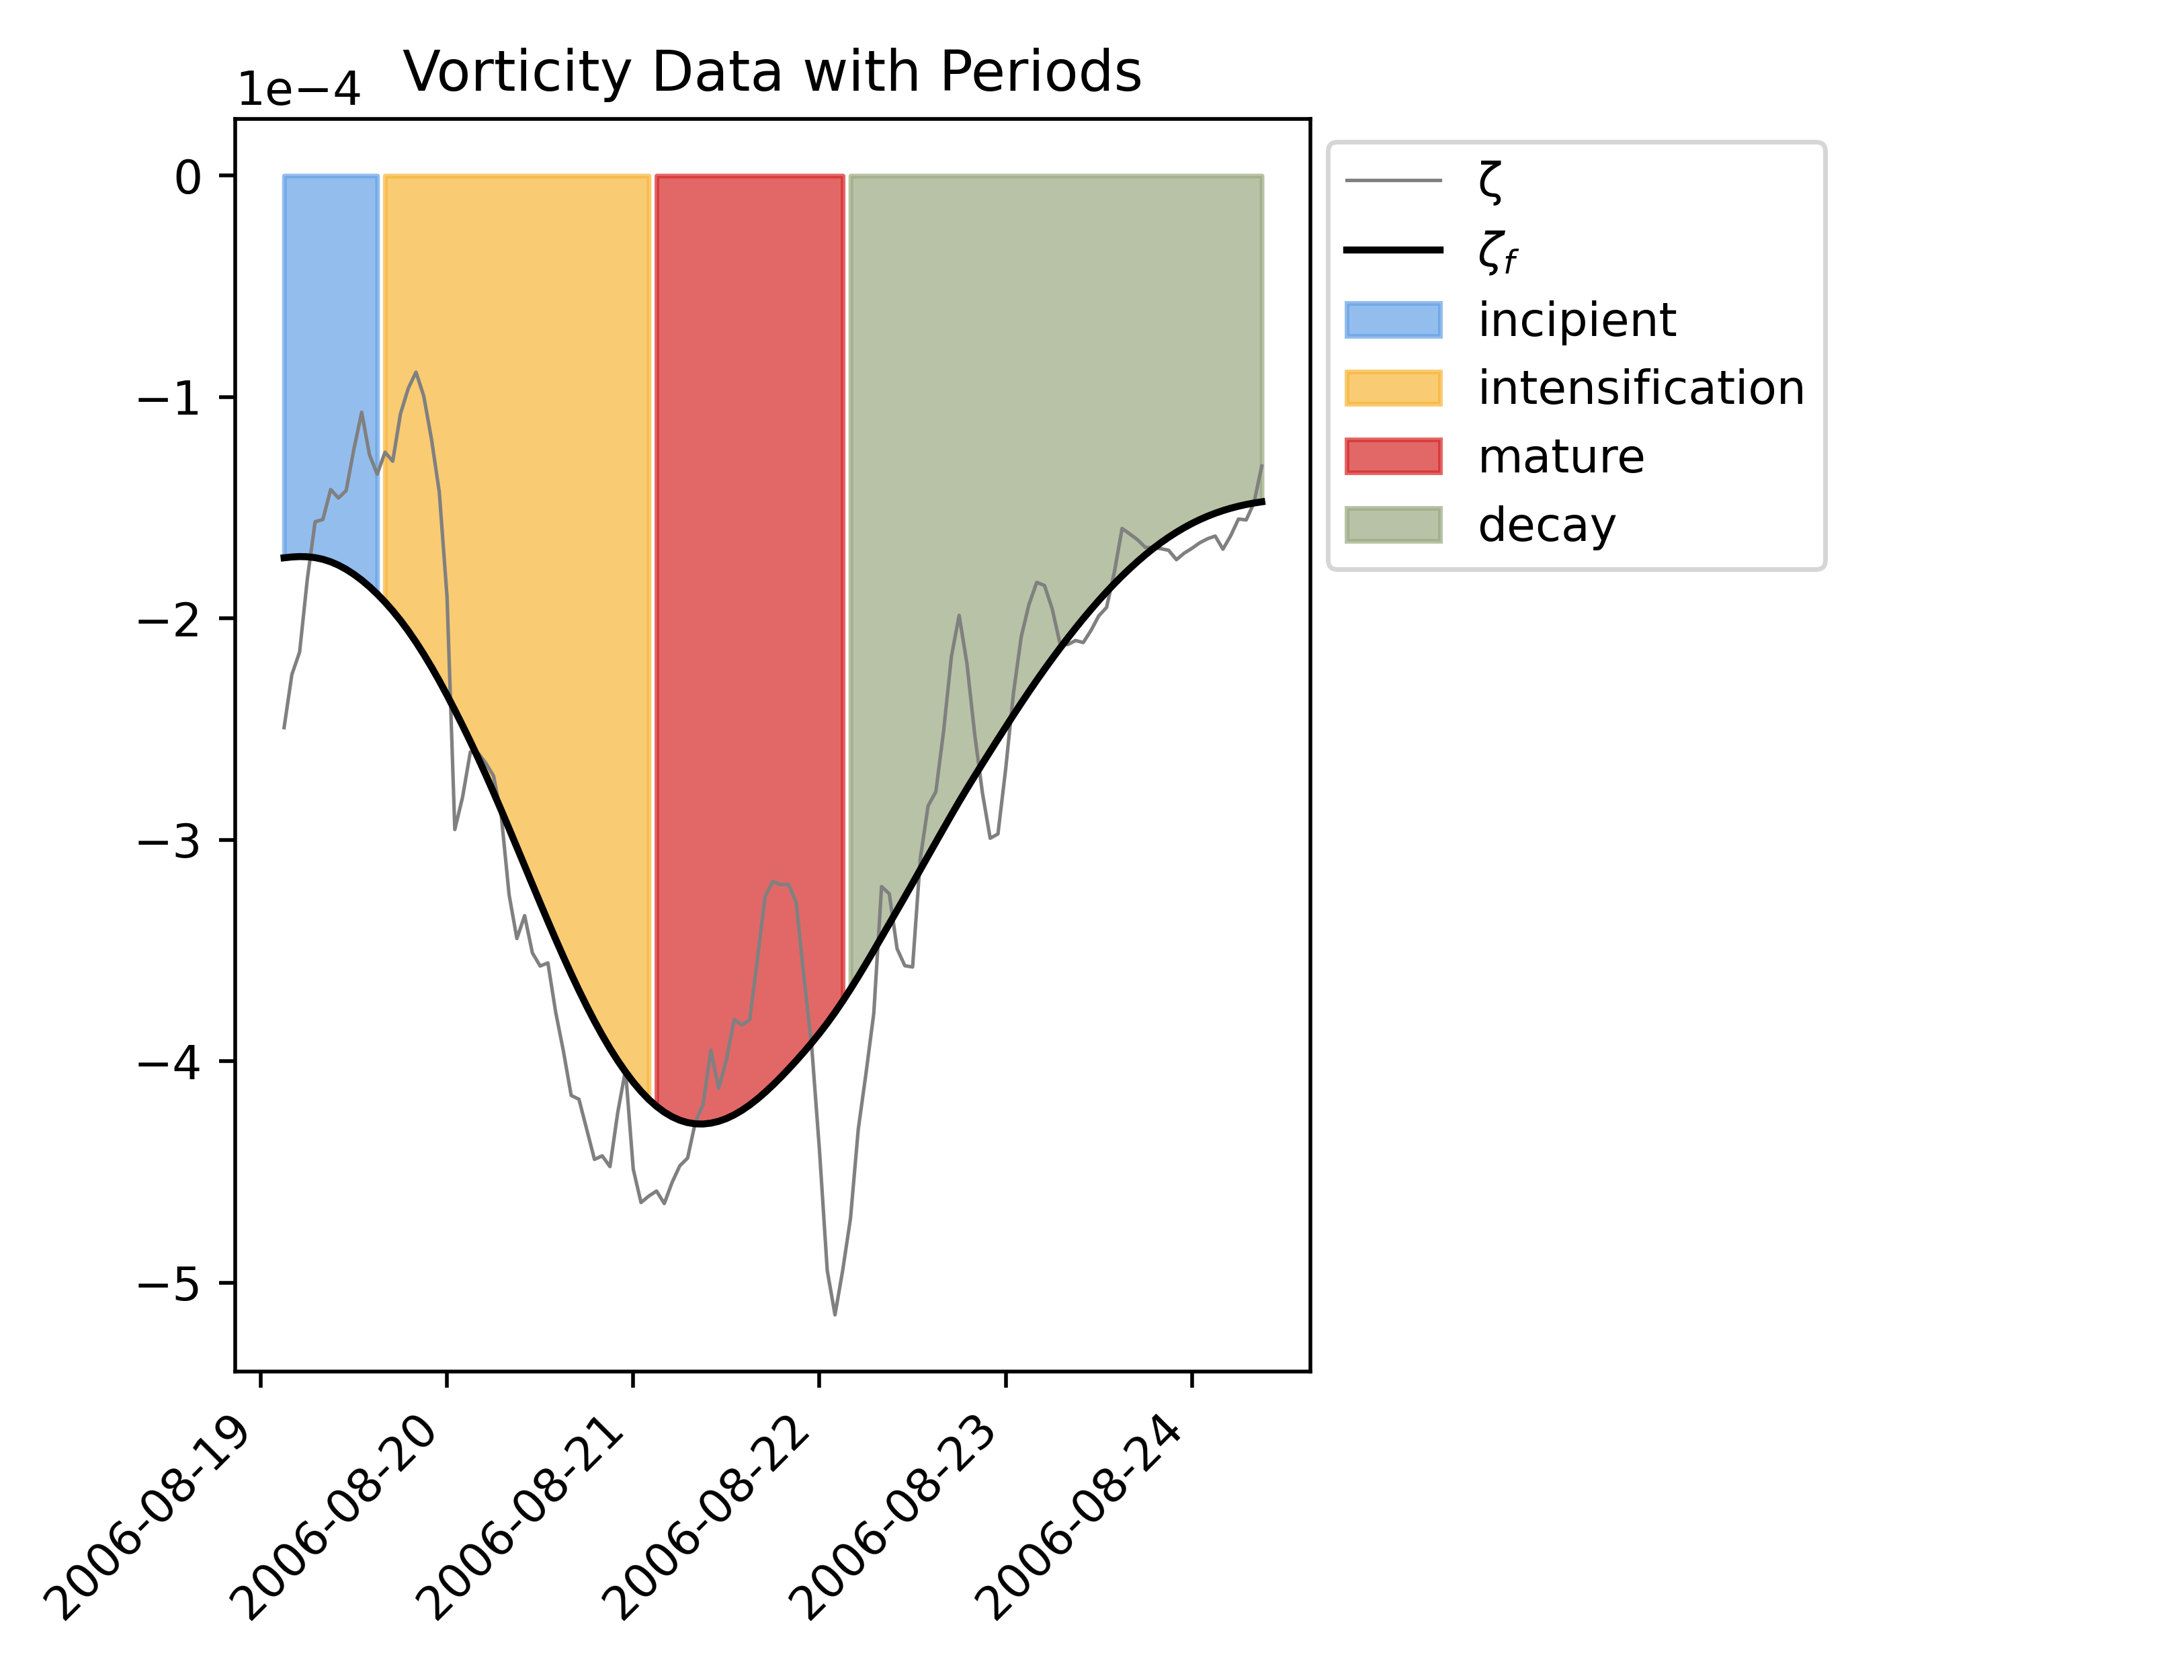 Vorticity Data with Periods
1e−4
0
−1
−2
−3
−4
−5
2006-08-19
2006-08-20
2006-08-21
2006-08-22
2006-08-23
2006-08-24
ζ
ζf
incipient
intensification
mature
decay